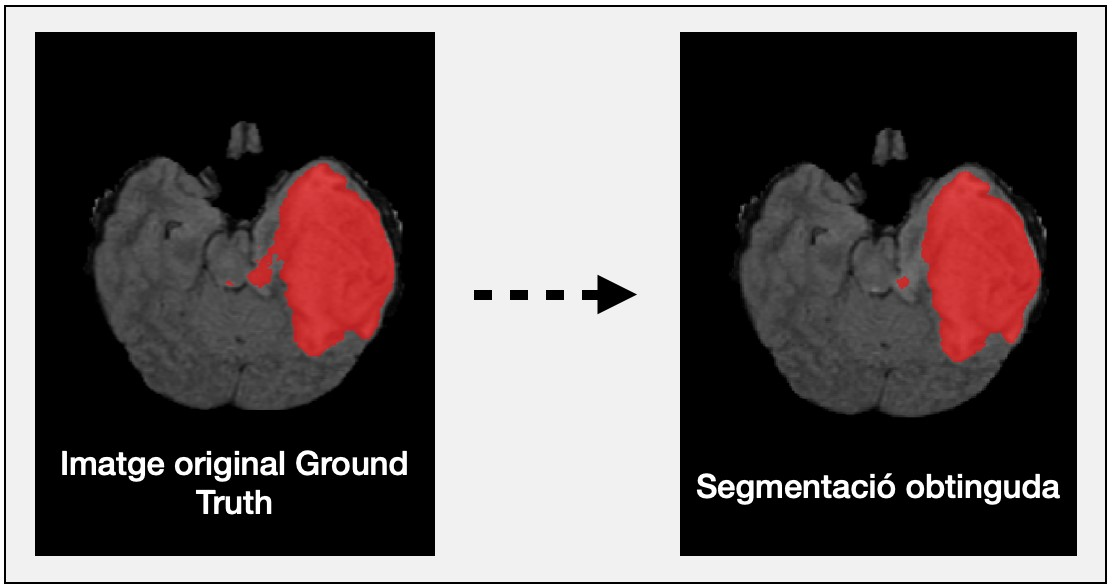 Imatge original Ground
Truth
Segmentació obtinguda